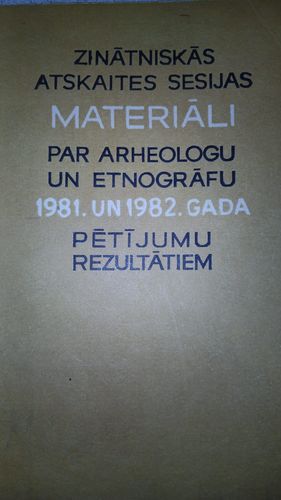 ZINĀTNISKĀS
ATSKAITES SESIJAS
MATERIĀLI
PAR ARHEOLOGU
UN ETNOGRĀFU
1981. UN 1982. GADA
PĒTĪJUMU
REZULTĀTIEM